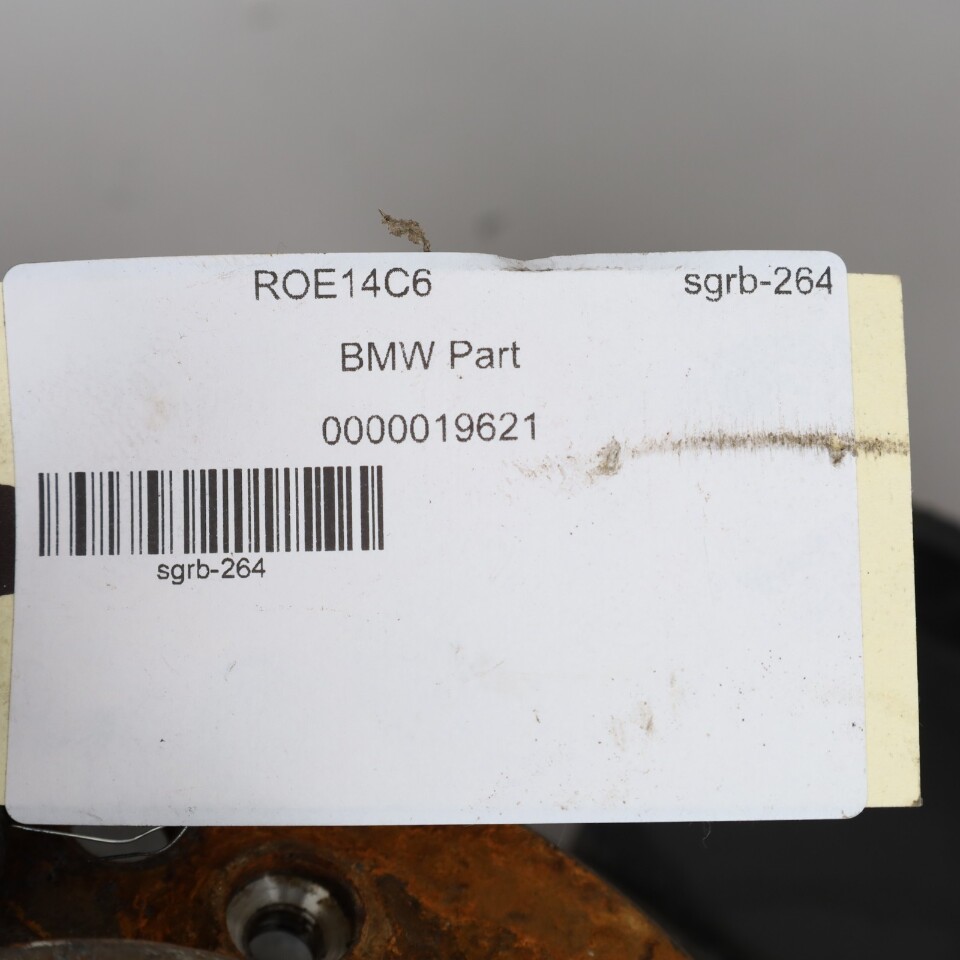 ROE14C6 sgrb-264
BMW Part
0000019621
sgrb-264